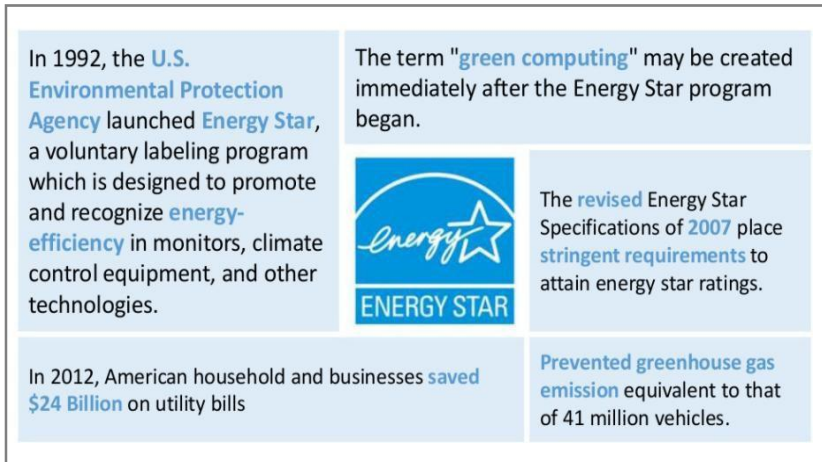 In 1992, the U.S.
Environmental Protection
Agency launched Energy Star,
a voluntary labeling program
which is designed to promote
and recognize energy-
efficiency in monitors, climate
control equipment, and other
technologies.
The term "green computing" may be created
immediately after the Energy Star program
began.
energy
ENERGY STAR
The revised Energy Star
Specifications of 2007 place
stringent requirements to
attain energy star ratings.
In 2012, American household and businesses saved
$24 Billion on utility bills
Prevented greenhouse gas
emission equivalent to that
of 41 million vehicles.